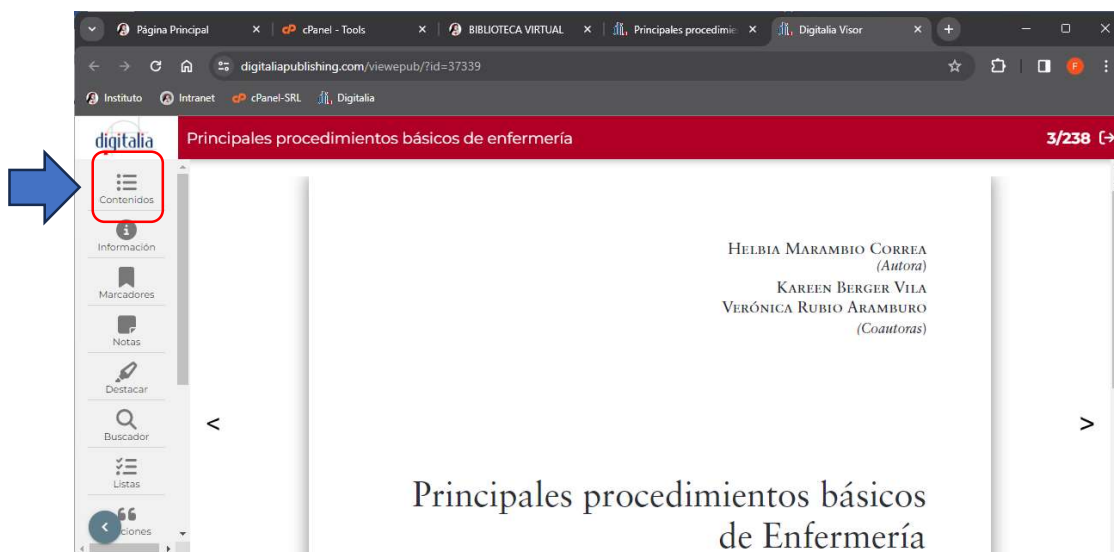 Página Principal
cPanel - Tools
BIBLIOTECA VIRTUAL
Principales procedimie
Digitalia Visor
digitaliapublishing.com/viewepub/?id=37339
F
Instituto
Intranet
cPanel-SRL
Digitalia
digitalia
Principales procedimientos básicos de enfermería
3/238
Contenidos
Información
Marcadores
Notas
Destacar
Buscador
Listas
ciones
HELBIA MARAMBIO CORREA
(Autora)
KAREEN BERGER VILA
VERÓNICA RUBIO ARAMBURO
(Coautoras)
Principales procedimientos básicos
de Enfermería